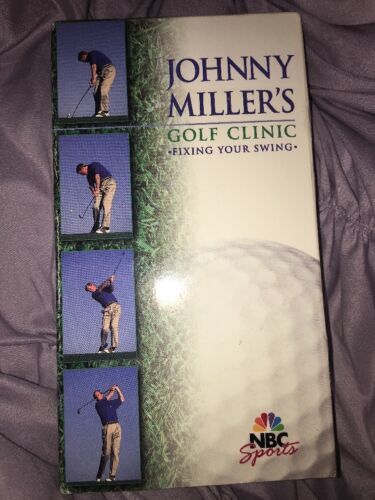 JOHNNY
MILLER'S
GOLF CLINIC
•FIXING YOUR SWING•
NBC
Sports